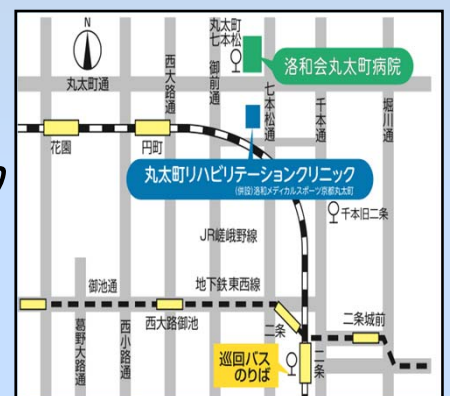 N
丸太町
七本松
洛和会丸太町病院
丸太町通
西大路通
御前通
七本松通
千本通
堀川通
花園
円町
丸太町リハビリテーションクリニック
(併設)洛和メディカルスポーツ京都丸太町
千本旧二条
JR嵯峨野線
御池通
地下鉄東西線
葛野大路通
西小路通
西大路御池
二条
二条城前
巡回バス
のりば
二条